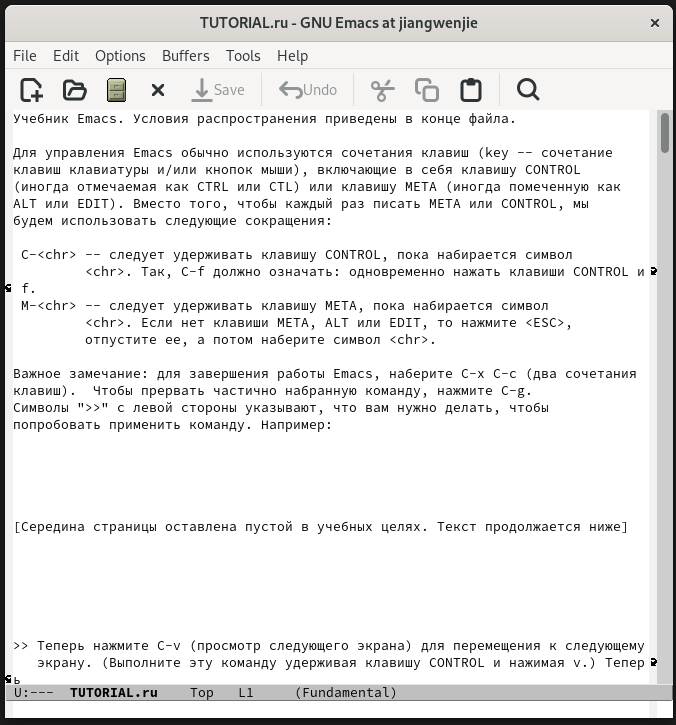 TUTORIAL.ru - GNU Emacs at jiangwenjie
File Edit Options Buffers Tools Help
Save Undo
Учебник Emacs. Условия распространения приведены в конце файла.
Для управления Emacs обычно используются сочетания клавиш (key -- сочетание
клавиш клавиатуры и/или кнопок мыши), включающие в себя клавишу CONTROL
(иногда отмечаемая как CTRL или CTL) или клавишу META (иногда помеченную как
ALT или EDIT). Вместо того, чтобы каждый раз писать META или CONTROL, мы
будем использовать следующие сокращения:
C-<chr> -- следует удерживать клавишу CONTROL, пока набирается символ
<chr>. Так, C-f должно означать: одновременно нажать клавиши CONTROL и
f.
M-<chr> -- следует удерживать клавишу META, пока набирается символ
<chr>. Если нет клавиши META, ALT или EDIT, то нажмите <ESC>,
отпустите ее, а потом наберите символ <chr>.
Важное замечание: для завершения работы Emacs, наберите C-x C-c (два сочетания
клавиш).  Чтобы прервать частично набранную команду, нажмите C-g.
Символы ">>" с левой стороны указывают, что вам нужно делать, чтобы
попробовать применить команду. Например:
[Середина страницы оставлена пустой в учебных целях. Текст продолжается ниже]
>> Теперь нажмите C-v (просмотр следующего экрана) для перемещения к следующему
экрану. (Выполните эту команду удерживая клавишу CONTROL и нажимая v.) Тепер
ь
U:--- TUTORIAL.ru Top L1 (Fundamental)